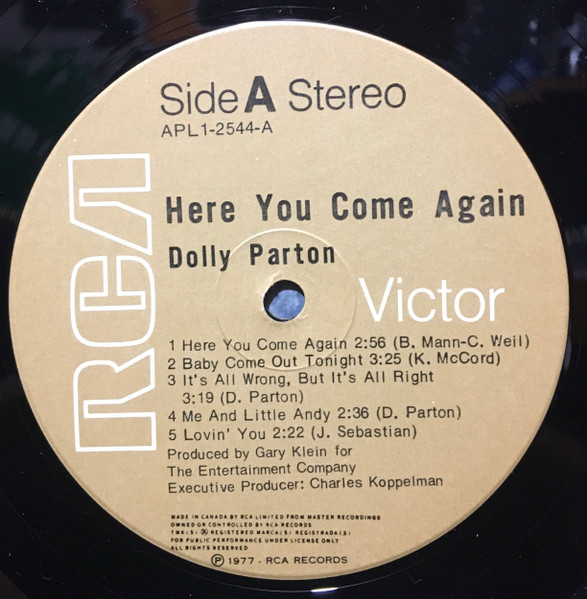 Side A Stereo
APL1-2544-A
RCA
Here You Come Again
Dolly Parton
Victor
1 Here You Come Again 2:56 (B. Mann-C. Weil)
2 Baby Come Out Tonight 3:25 (K. McCord)
3 It's All Wrong, But It's All Right
3:19 (D. Parton)
4 Me And Little Andy 2:36 (D. Parton)
5 Lovin' You 2:22 (J. Sebastian)
Produced by Gary Klein for
The Entertainment Company
Executive Producer: Charles Koppelman
MADE IN CANADA BY RCA LIMITED FROM MASTER RECORDINGS
OWNED OR CONTROLLED BY RCA RECORDS
TMK(S) ® REGISTERED MARCA(S) REGISTRADA(S)
FOR PUBLIC PERFORMANCE UNDER LICENSE ONLY
ALL RIGHTS RESERVED
Ⓟ 1977 - RCA RECORDS